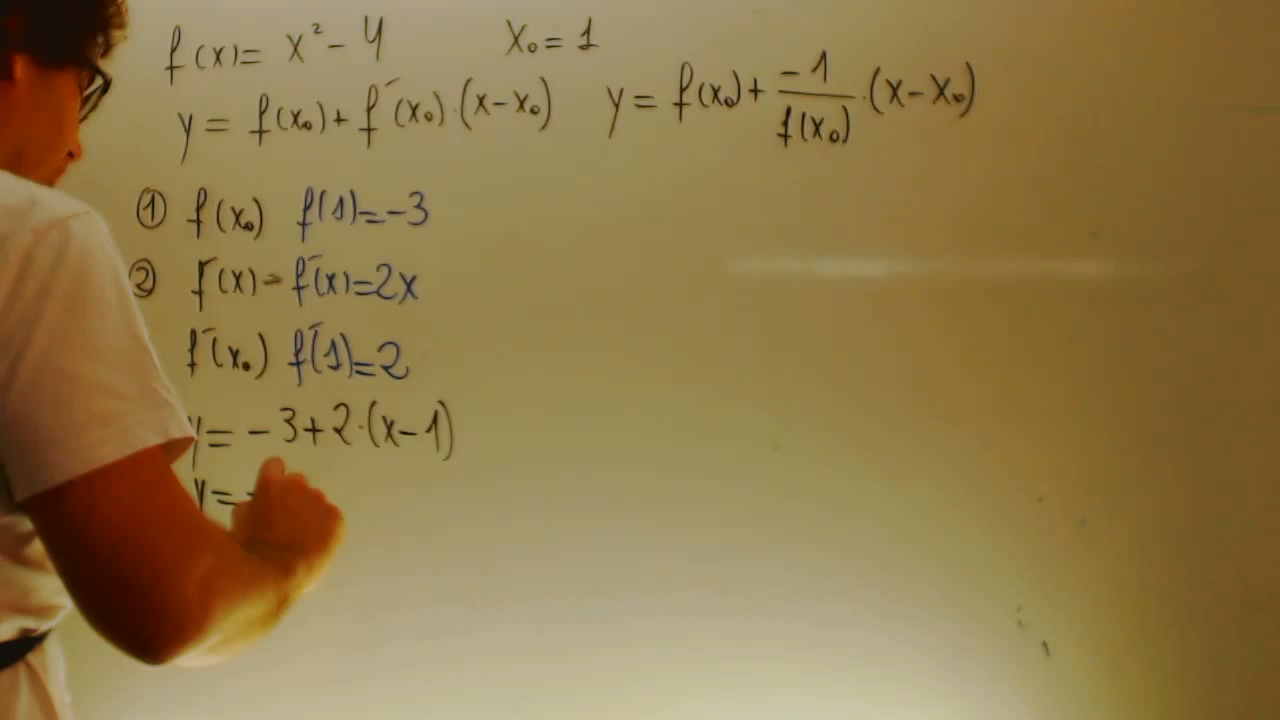 f(x)= x² - 4 x₀ = 1
y = f(x₀) + f'(x₀)·(x-x₀) y = f(x₀) + -1/f(x₀)·(x-x₀)
① f(x₀) f(1)=-3
② f'(x)= f'(x)=2x
f'(x₀) f'(1)=2
y = -3+2·(x-1)
y = -